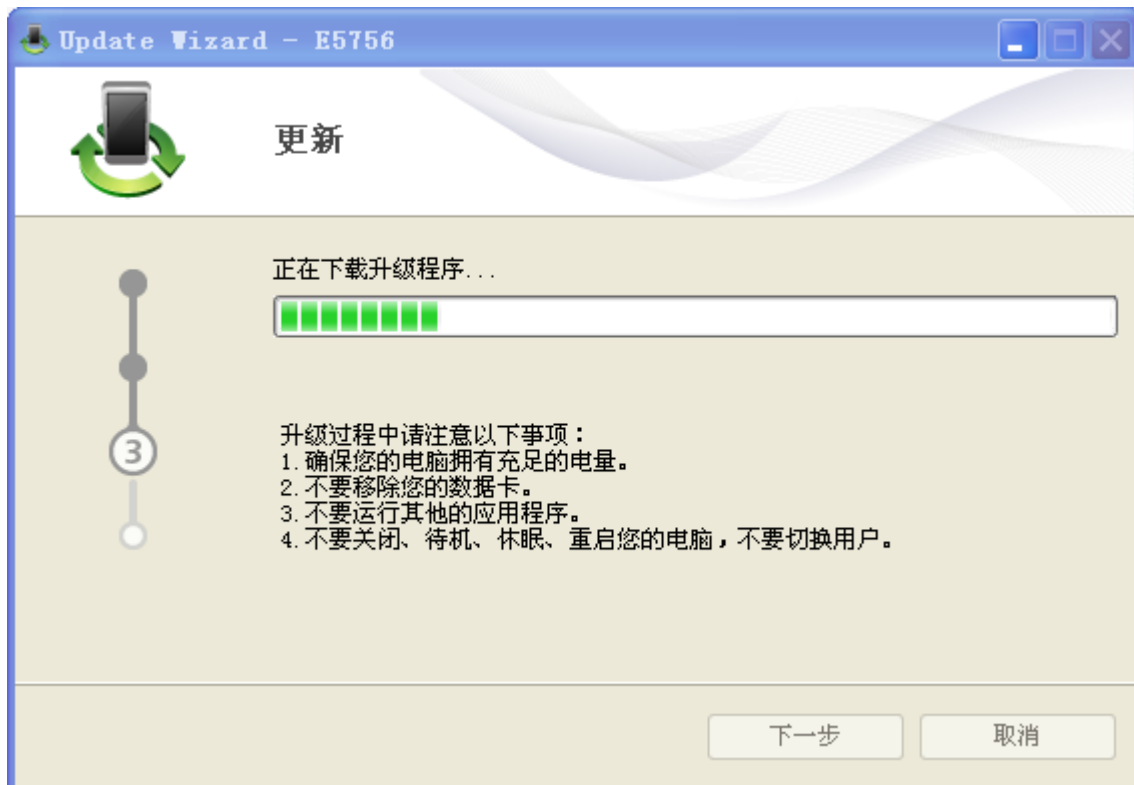 Update Wizard - E5756
更新
正在下载升级程序...
3
升级过程中请注意以下事项：
1.确保您的电脑拥有充足的电量。
2.不要移除您的数据卡。
3.不要运行其他的应用程序。
4.不要关闭、待机、休眠、重启您的电脑，不要切换用户。
下一步
取消